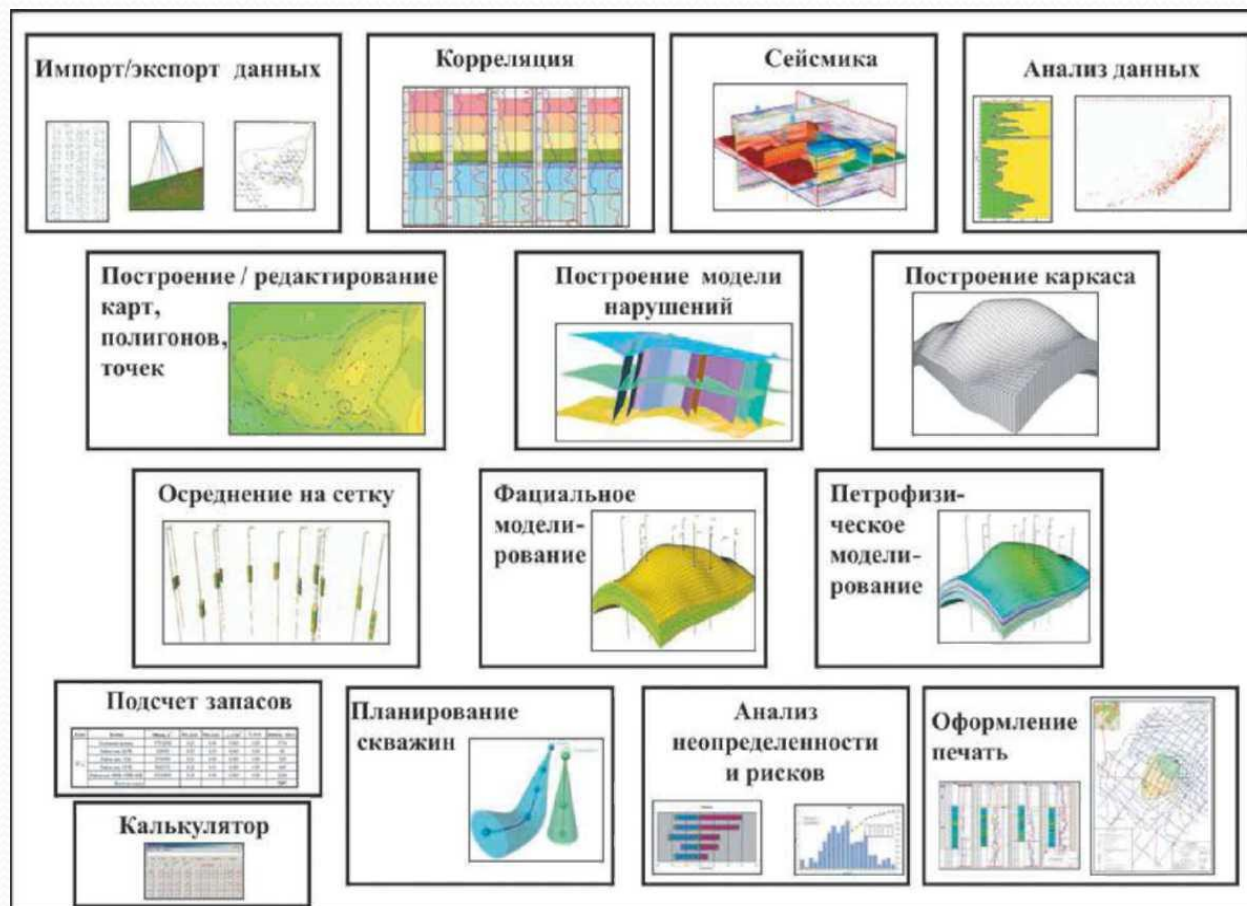 Импорт/экспорт данных
Корреляция
Сейсмика
Анализ данных
Построение / редактирование
карт,
полигонов,
точек
Построение модели
нарушений
Построение каркаса
Осреднение на сетку
Фациальное
модели-
рование
Петрофизи-
ческое
модели-
рование
Подсчет запасов
Калькулятор
Планирование
скважин
Анализ
неопределенности
и рисков
Оформление
печать